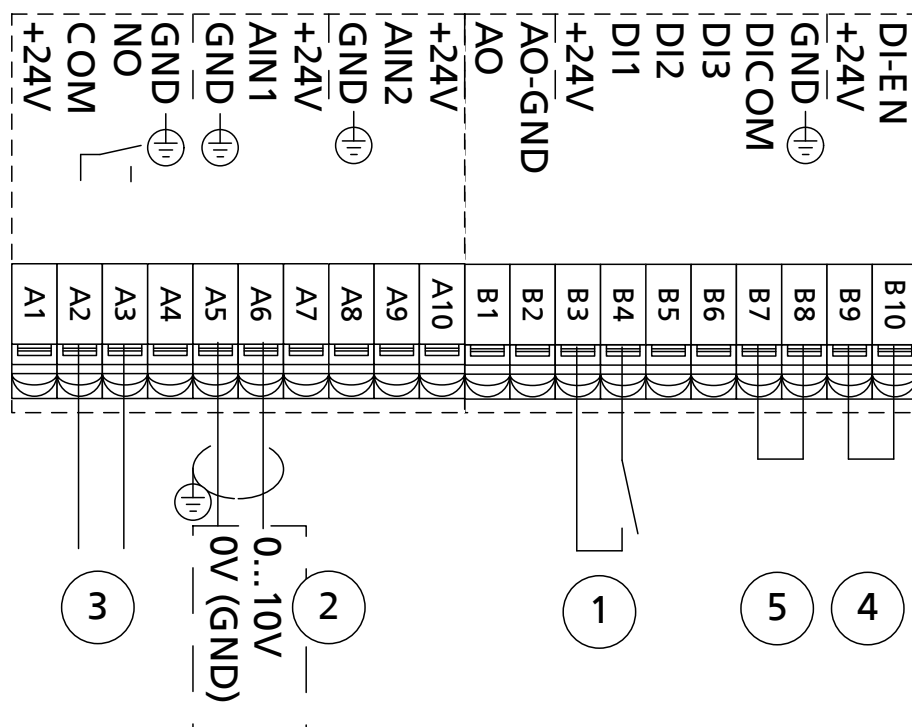 +24V
COM
NO
GND
GND
AIN1
+24V
GND
AIN2
+24V
AO
AO-GND
+24V
DI1
DI2
DI3
DICOM
GND
+24V
DI-EN
A1
A2
A3
A4
A5
A6
A7
A8
A9
A10
B1
B2
B3
B4
B5
B6
B7
B8
B9
B10
0V (GND)
0...10V
3
2
1
5
4